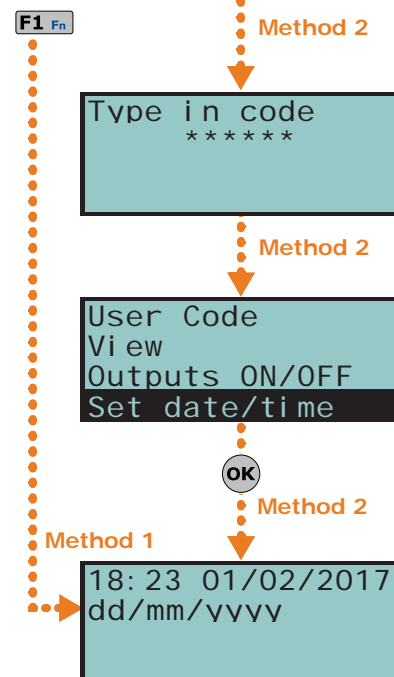 F1 Fn
Method 2
Type in code
******
Method 2
User Code
View
Outputs ON/OFF
Set date/time
OK
Method 2
Method 1
18:23 01/02/2017
dd/mm/yyyy